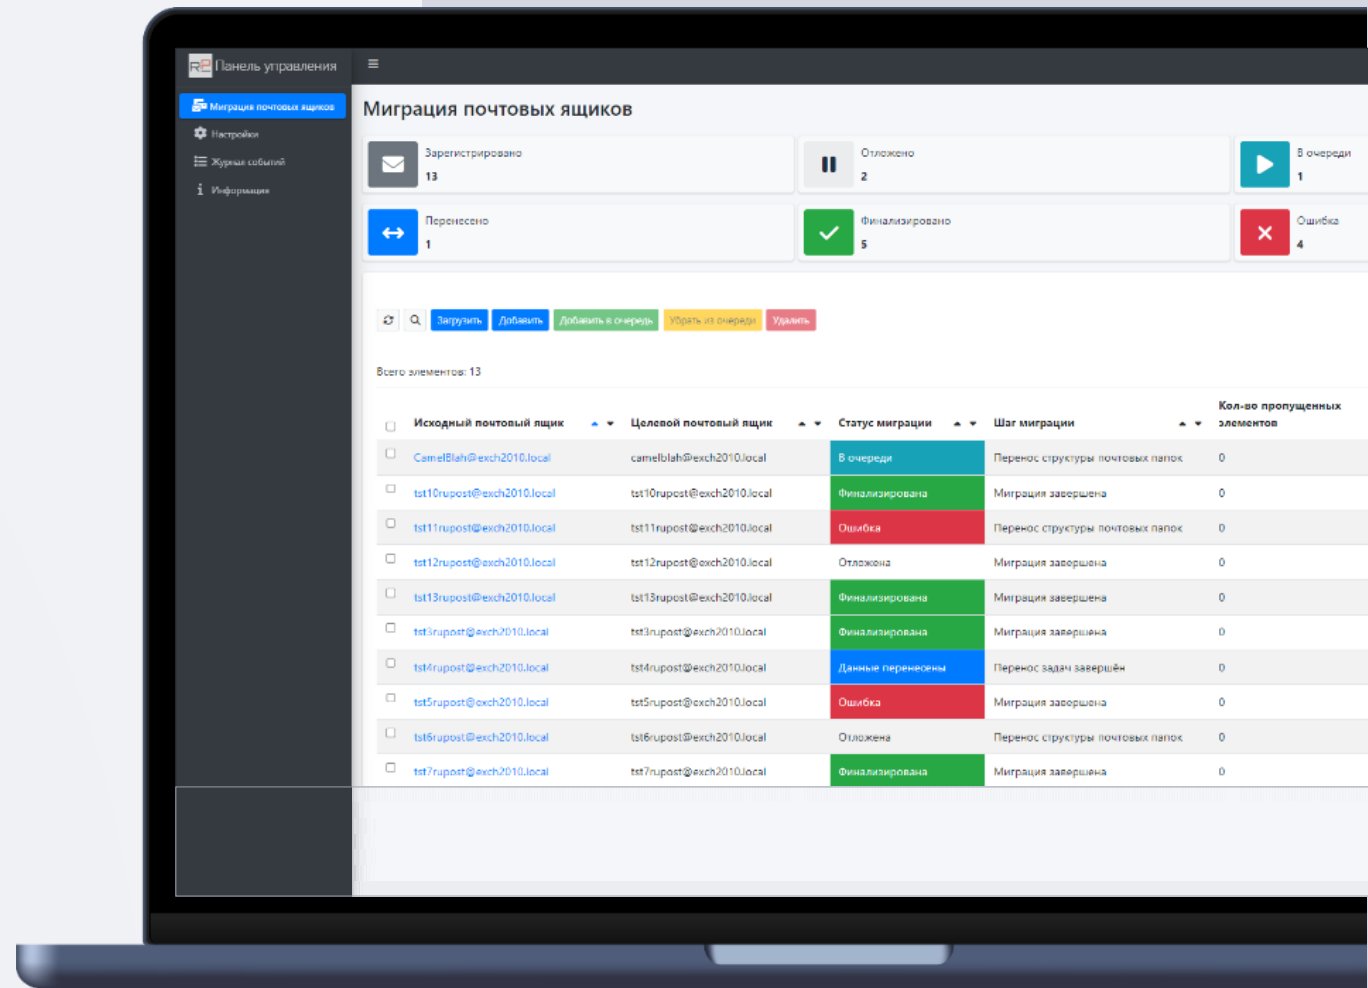 R2 Панель управления
Миграция почтовых ящиков
Настройки
Журнал событий
Информация
Миграция почтовых ящиков
Зарегистрировано
13
Отложено
2
В очереди
1
Перенесено
1
Финализировано
5
Ошибка
4
Загрузить Добавить Добавить в очередь Убрать из очереди Удалить
Всего элементов: 13
Исходный почтовый ящик Целевой почтовый ящик Статус миграции Шаг миграции Кол-во пропущенных элементов
CamelBlah@exch2010.local camelblah@exch2010.local В очереди Перенос структуры почтовых папок 0
tst10rupost@exch2010.local tst10rupost@exch2010.local Финализирована Миграция завершена 0
tst11rupost@exch2010.local tst11rupost@exch2010.local Ошибка Перенос структуры почтовых папок 0
tst12rupost@exch2010.local tst12rupost@exch2010.local Отложена Миграция завершена 0
tst13rupost@exch2010.local tst13rupost@exch2010.local Финализирована Миграция завершена 0
tst3rupost@exch2010.local tst3rupost@exch2010.local Финализирована Миграция завершена 0
tst4rupost@exch2010.local tst4rupost@exch2010.local Данные перенесены Перенос задач завершён 0
tst5rupost@exch2010.local tst5rupost@exch2010.local Ошибка Миграция завершена 0
tst6rupost@exch2010.local tst6rupost@exch2010.local Отложена Перенос структуры почтовых папок 0
tst7rupost@exch2010.local tst7rupost@exch2010.local Финализирована Миграция завершена 0